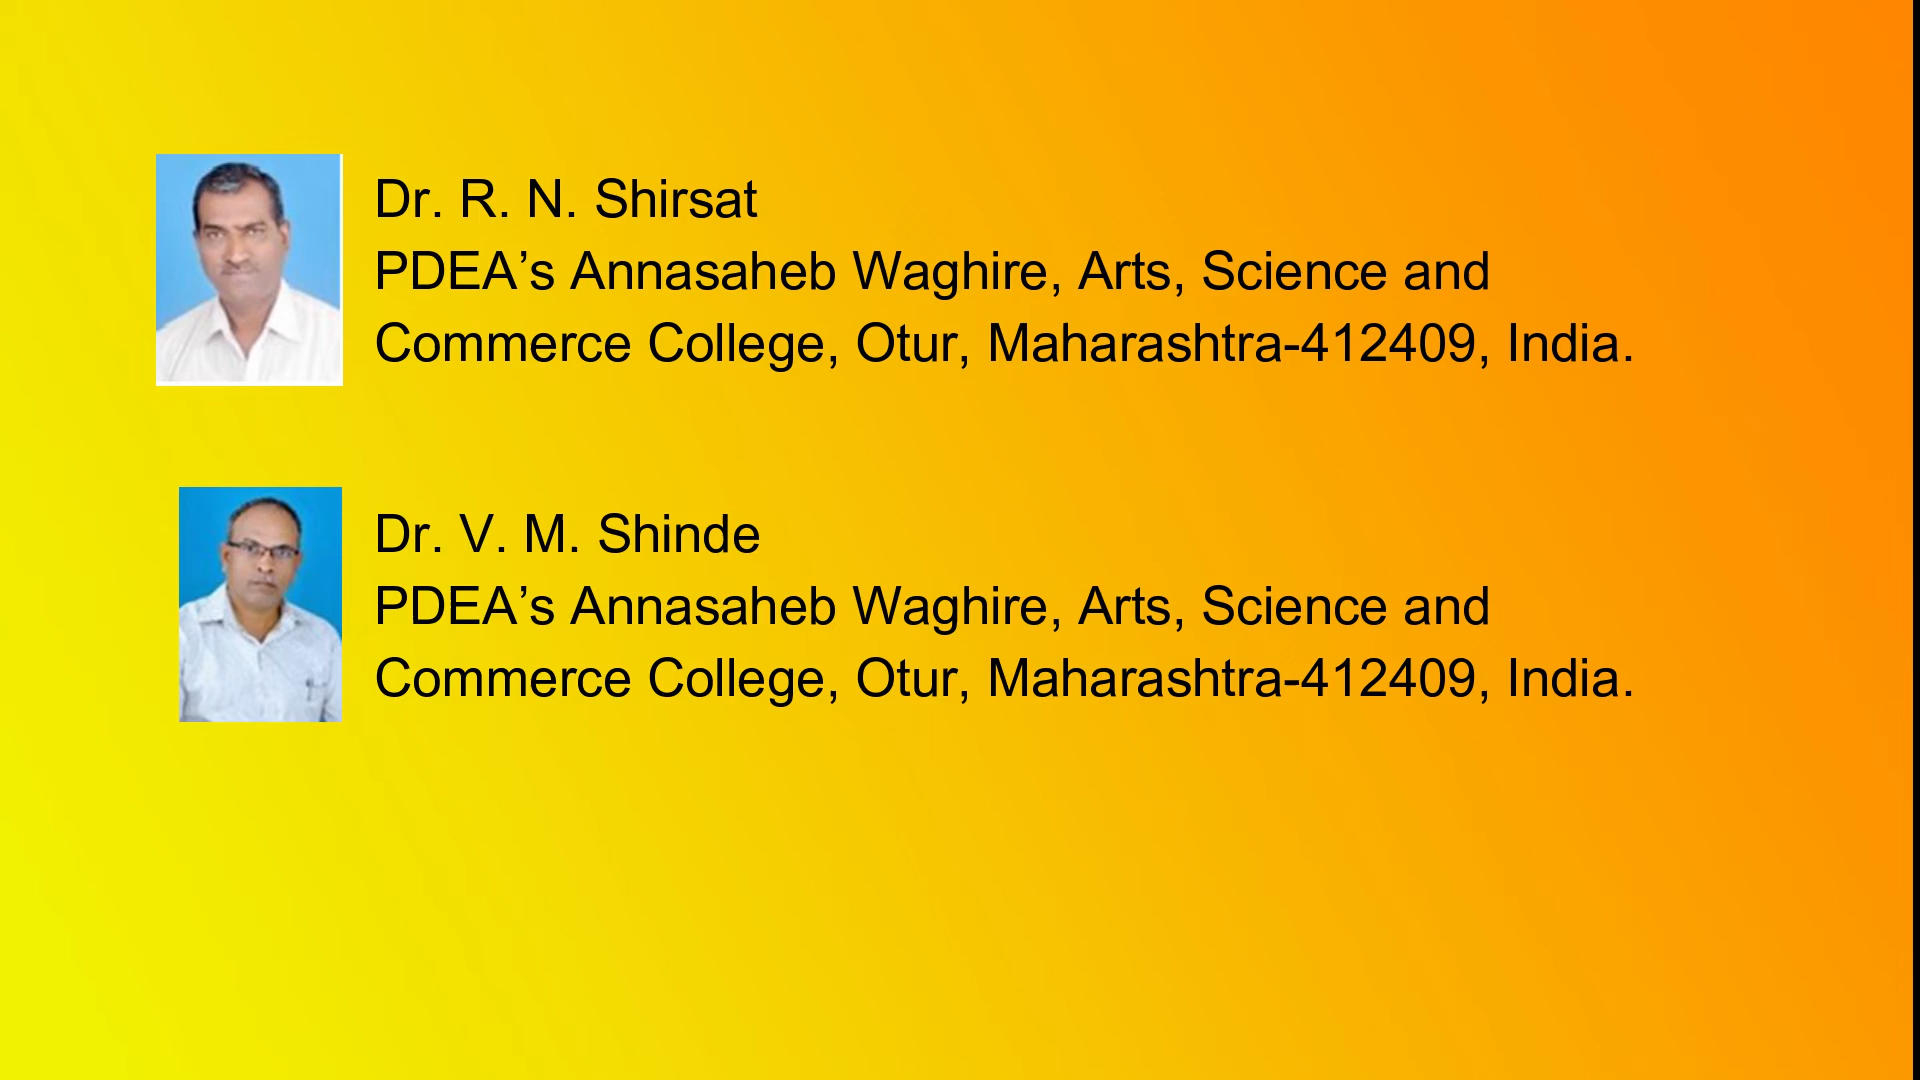 Dr. R. N. Shirsat
PDEA’s Annasaheb Waghire, Arts, Science and
Commerce College, Otur, Maharashtra-412409, India.
Dr. V. M. Shinde
PDEA’s Annasaheb Waghire, Arts, Science and
Commerce College, Otur, Maharashtra-412409, India.